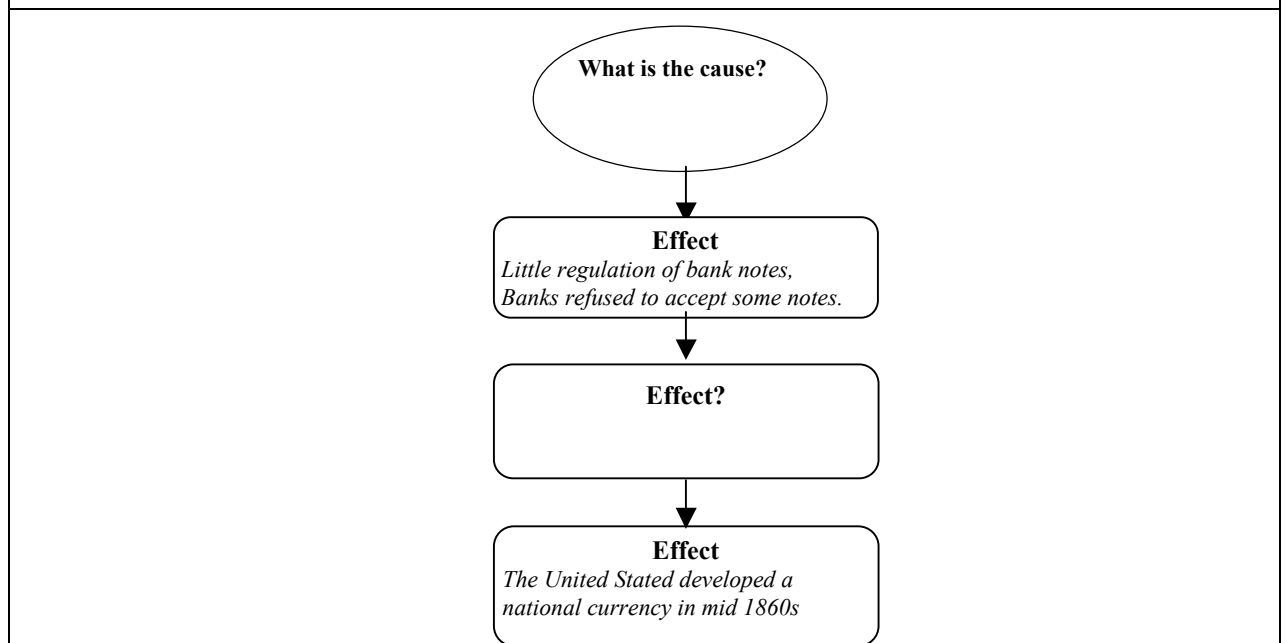 What is the cause?
Effect
Little regulation of bank notes,
Banks refused to accept some notes.
Effect?
Effect
The United Stated developed a
national currency in mid 1860s